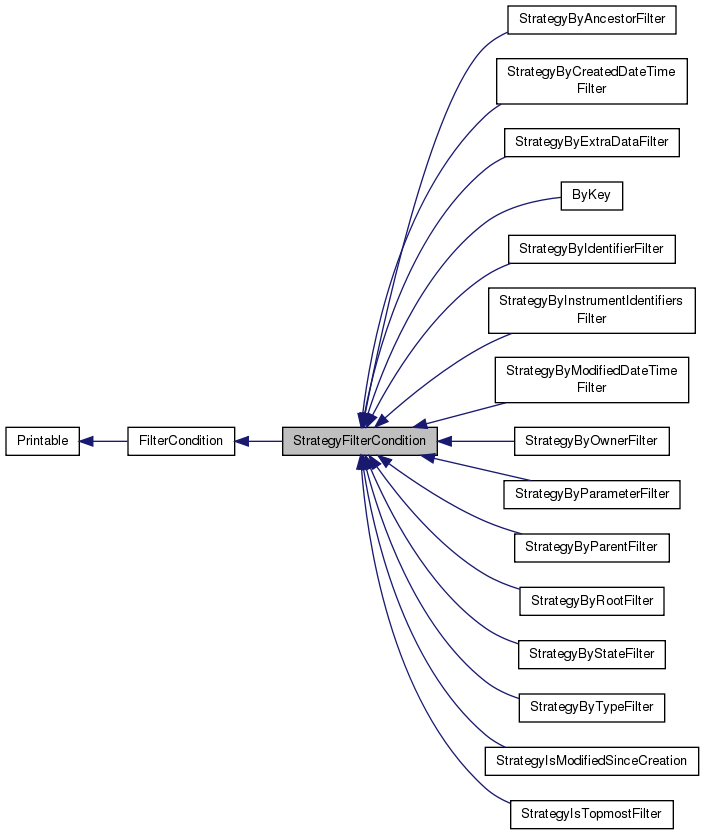 StrategyByAncestorFilter
StrategyByCreatedDateTime
Filter
StrategyByExtraDataFilter
ByKey
StrategyByIdentifierFilter
StrategyByInstrumentIdentifiers
Filter
StrategyByModifiedDateTime
Filter
Printable
FilterCondition
StrategyFilterCondition
StrategyByOwnerFilter
StrategyByParameterFilter
StrategyByParentFilter
StrategyByRootFilter
StrategyByStateFilter
StrategyByTypeFilter
StrategyIsModifiedSinceCreation
StrategyIsTopmostFilter